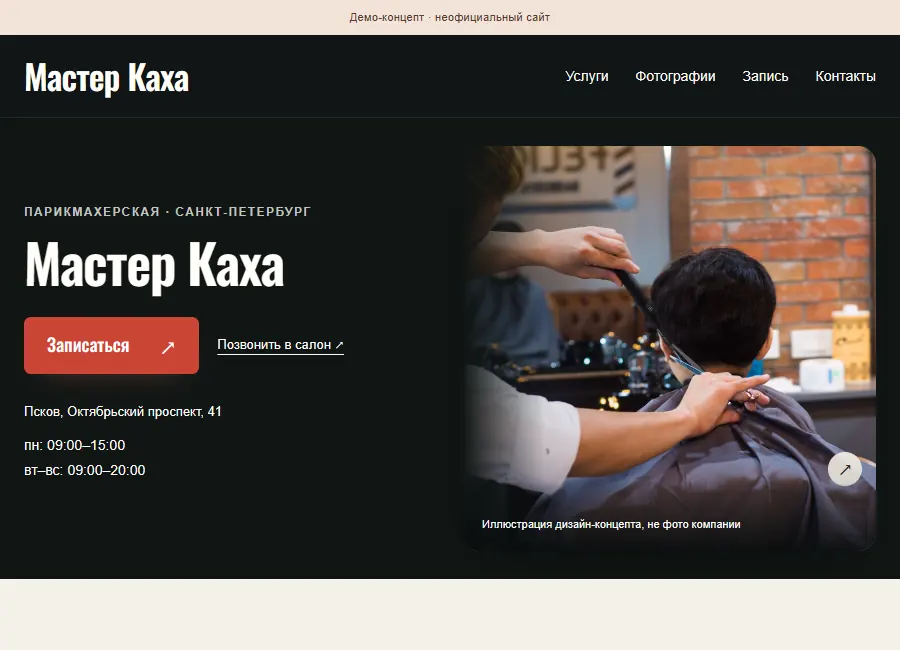 Демо-концепт · неофициальный сайт
Мастер Каха
Услуги Фотографии Запись Контакты
ПАРИКМАХЕРСКАЯ · САНКТ-ПЕТЕРБУРГ
Мастер Каха
Записаться ↗
Позвонить в салон ↗
Псков, Октябрьский проспект, 41
пн: 09:00–15:00
вт–вс: 09:00–20:00
Иллюстрация дизайн-концепта, не фото компании